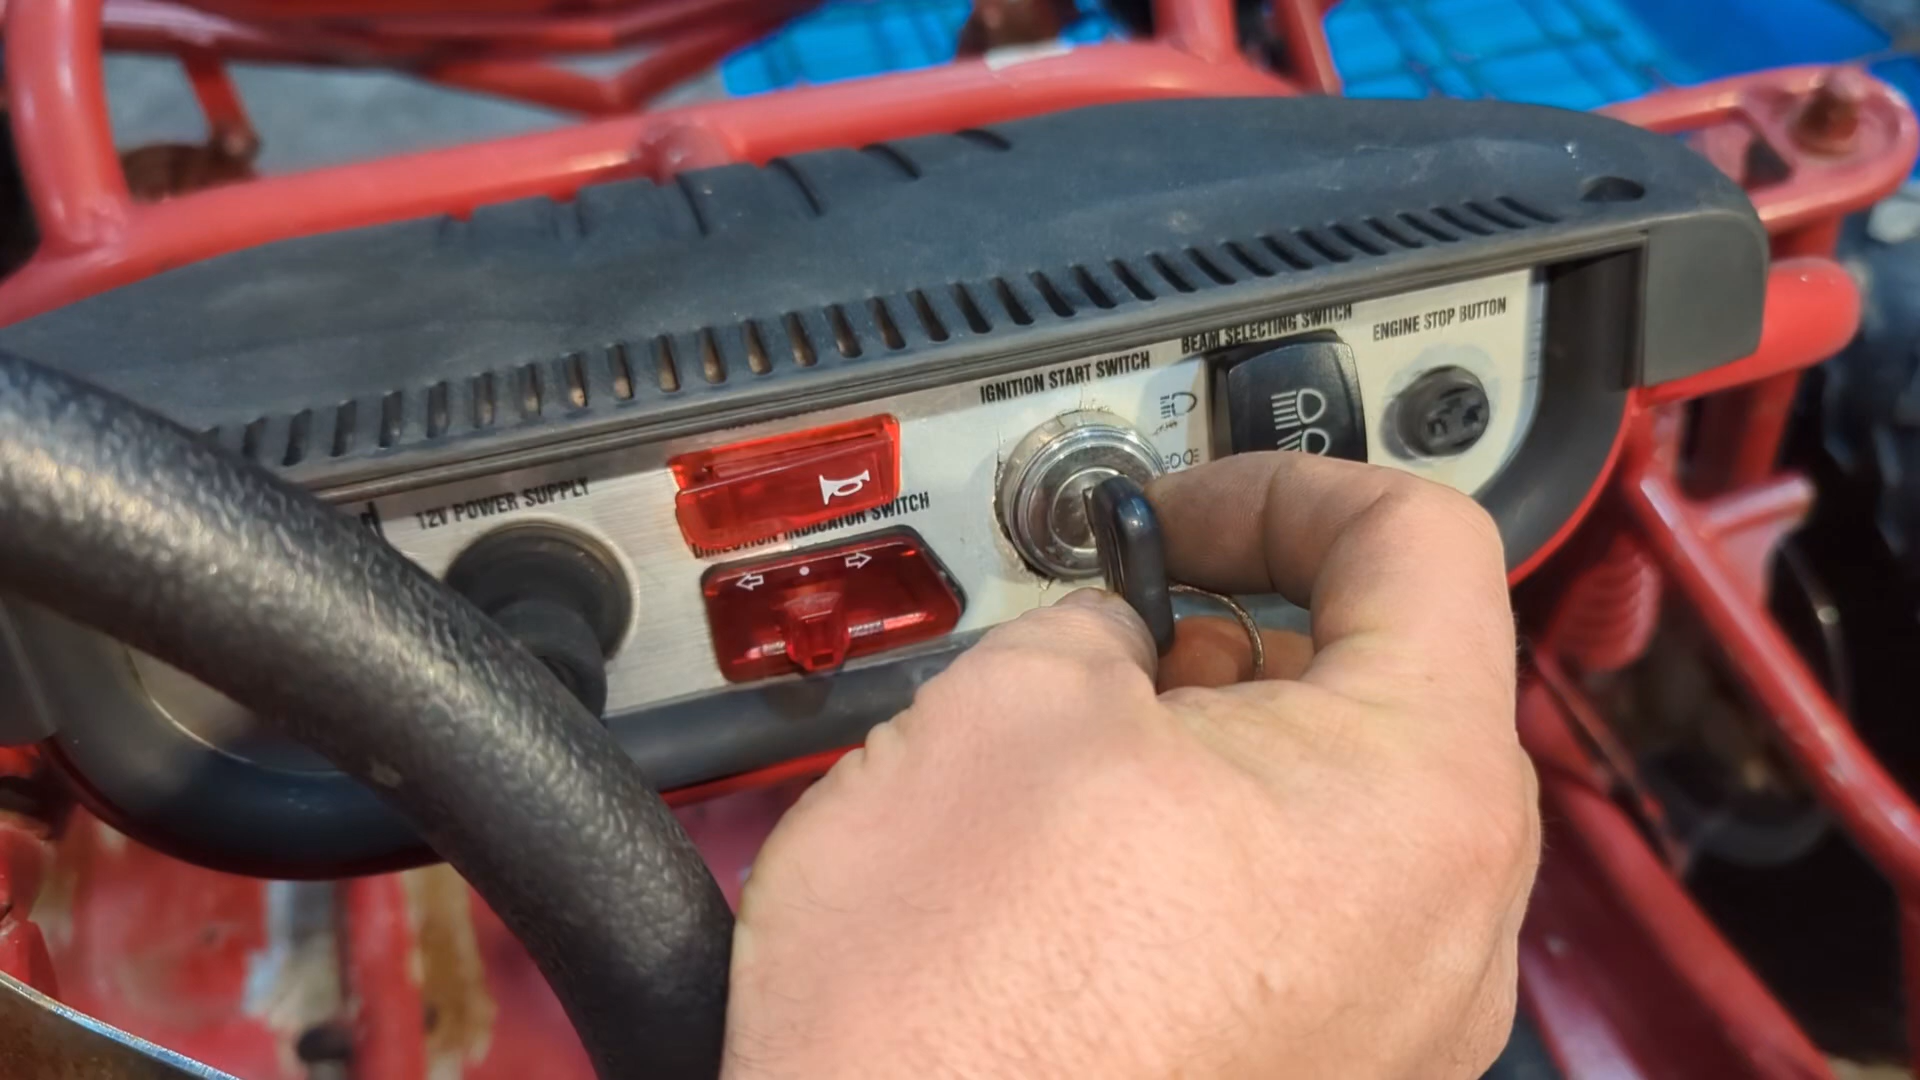 12V POWER SUPPLY
DIRECTION INDICATOR SWITCH
IGNITION START SWITCH
BEAM SELECTING SWITCH
ENGINE STOP BUTTON